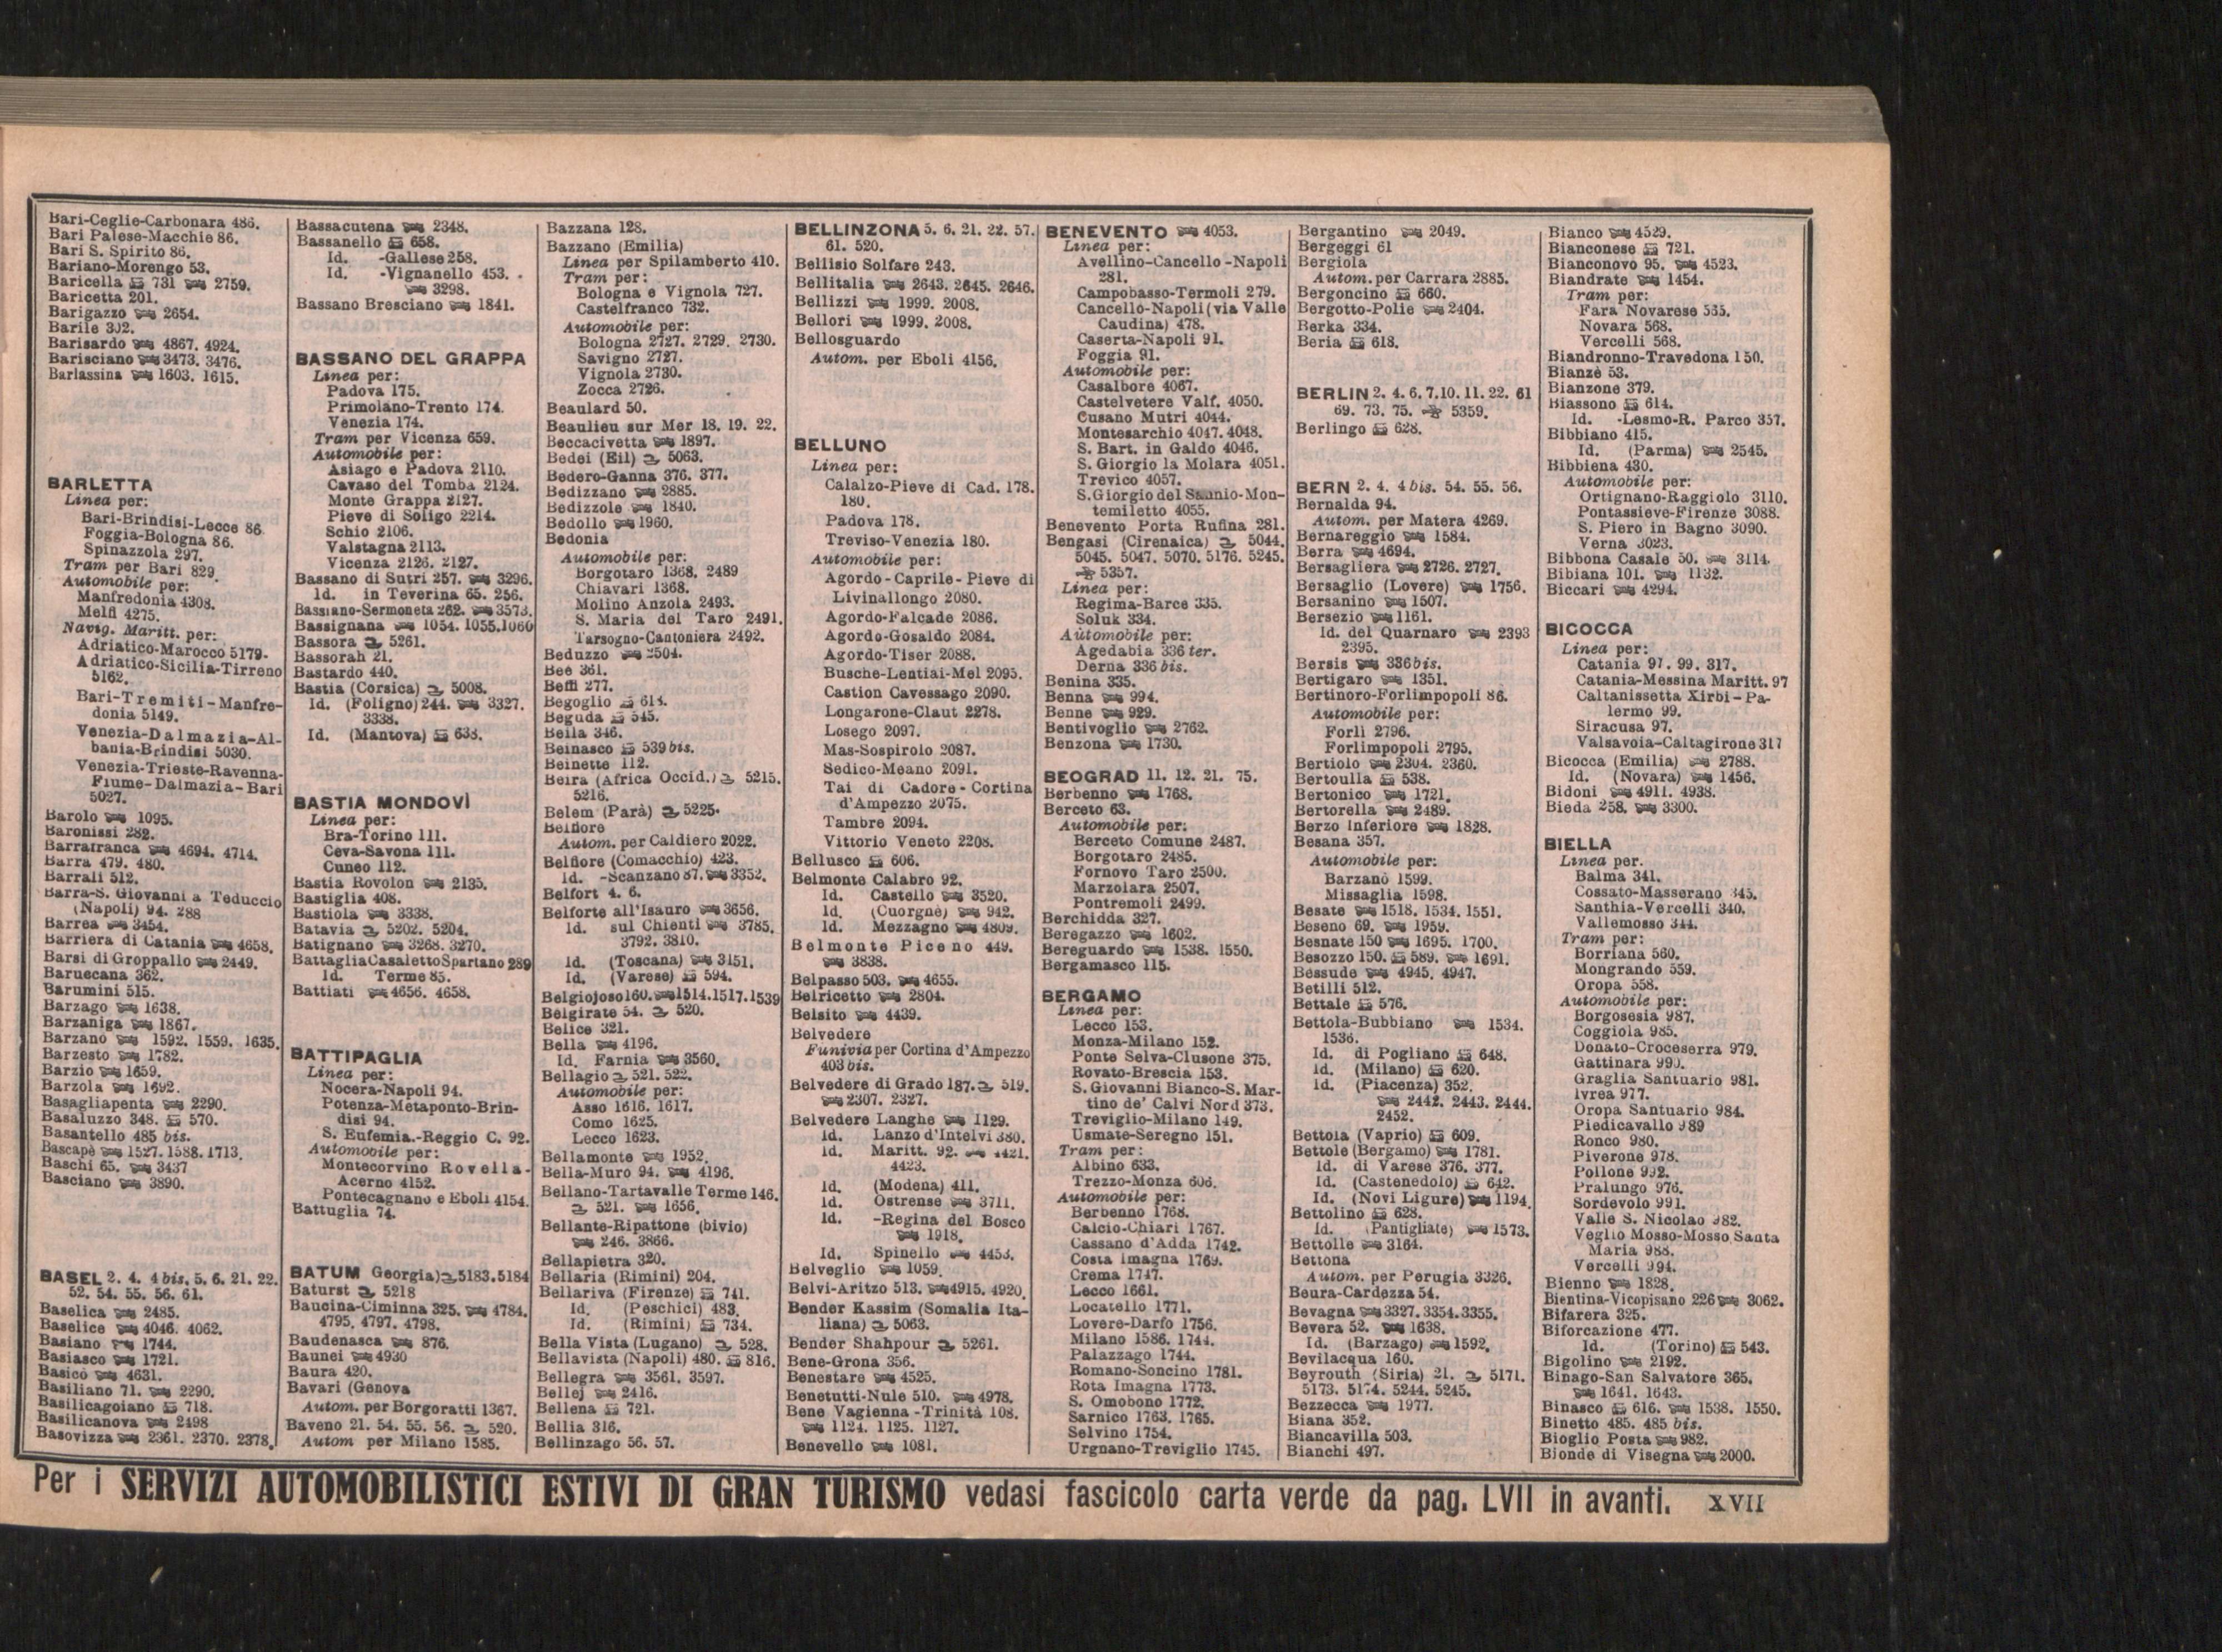 Bari-Ceglie-Carbonara 486.
Bari Palese-Macchie 86.
Bari S. Spirito 86.
Bariano-Morengo 53.
Baricella 731 2759.
Baricetta 201.
Barigazzo 2654.
Barile 302.
Barisardo 4867. 4924.
Barisciano 3473. 3476.
Barlassina 1603. 1615.
BARLETTA
Linea per:
Bari-Brindisi-Lecce 86.
Foggia-Bologna 86.
Spinazzola 297.
Tram per Bari 829
Automobile per:
Manfredonia 4308.
Melfi 4275.
Navig. Maritt. per:
Adriatico-Marocco 5179.
Adriatico-Sicilia-Tirreno
5162.
Bari-Tremiti-Manfre-
donia 5149.
Venezia-Dalmazia-Al-
bania-Brindisi 5030.
Venezia-Trieste-Ravenna-
Fiume-Dalmazia-Bari
5027.
Barolo 1095.
Baronissi 282.
Barrafranca 4694. 4714.
Barra 479. 480.
Barrali 512.
Barra-S. Giovanni a Teduccio
(Napoli) 94. 288
Barrea 3454.
Barriera di Catania 4658.
Barsi di Groppallo 2449.
Baruecana 362.
Barumini 515.
Barzago 1638.
Barzaniga 1867.
Barzano 1592. 1559. 1635.
Barzesto 1782.
Barzio 1659.
Barzola 1692.
Basagliapenta 2290.
Basaluzzo 348. 570.
Basantello 485 bis.
Bascapè 1527. 1588. 1713.
Baschi 65. 3437
Basciano 3890.
BASEL 2. 4. 4 bis. 5. 6. 21. 22.
52. 54. 55. 56. 61.
Baselica 2485.
Baselice 4046. 4062.
Basiano 1744.
Basiasco 1721.
Basicò 4631.
Basiliano 71. 2290.
Basilicagoiano 718.
Basilicanova 2498
Basovizza 2361. 2370. 2378.
Bassacutena 2348.
Bassanello 658.
Id. -Gallese 258.
Id. -Vignanello 453.
3298.
Bassano Bresciano 1841.
BASSANO DEL GRAPPA
Linea per:
Padova 175.
Primolano-Trento 174.
Venezia 174.
Tram per Vicenza 659.
Automobile per:
Asiago e Padova 2110.
Cavaso del Tomba 2124.
Monte Grappa 2127.
Pieve di Soligo 2214.
Schio 2106.
Valstagna 2113.
Vicenza 2126. 2127.
Bassano di Sutri 257. 3296.
Id. in Teverina 65. 256.
Bassiano-Sermoneta 262. 3573.
Bassignana 1054. 1055. 1060
Bassora 5261.
Bassorah 21.
Bastardo 440.
Bastia (Corsica) 5008.
Id. (Foligno) 244. 3327.
3338.
Id. (Mantova) 638.
BASTIA MONDOVÌ
Linea per:
Bra-Torino 111.
Ceva-Savona 111.
Cuneo 112.
Bastia Rovolon 2135.
Bastiglia 408.
Bastiola 3338.
Batavia 5202. 5204.
Batignano 3268. 3270.
Battaglia Casaletto Spartano 289
Id. Terme 85.
Battiati 4656. 4658.
BATTIPAGLIA
Linea per:
Nocera-Napoli 94.
Potenza-Metaponto-Brin-
disi 94.
S. Eufemia.-Reggio C. 92.
Automobile per:
Montecorvino Rovella-
Acerno 4152.
Pontecagnano e Eboli 4154.
Battuglia 74.
BATUM Georgia) 5183.5184
Baturst 5218
Baucina-Ciminna 325. 4784.
4795. 4797. 4798.
Baudenasca 876.
Baunei 4930
Baura 420.
Bavari (Genova
Autom. per Borgoratti 1367.
Baveno 21. 54. 55. 56. 520.
Autom per Milano 1585.
Bazzana 128.
Bazzano (Emilia)
Linea per Spilamberto 410.
Tram per:
Bologna e Vignola 727.
Castelfranco 732.
Automobile per:
Bologna 2727. 2729. 2730.
Savigno 2727.
Vignola 2730.
Zocca 2726.
Beaulard 50.
Beaulieu sur Mer 18. 19. 22.
Beccacivetta 1897.
Bedei (Eil) 5063.
Bedero-Ganna 376. 377.
Bedizzano 2885.
Bedizzole 1840.
Bedollo 1960.
Bedonia
Automobile per:
Borgotaro 1368. 2489
Chiavari 1368.
Molino Anzola 2493.
S. Maria del Taro 2491.
Tarsogno-Cantoniera 2492.
Beduzzo 2504.
Bee 361.
Beffi 277.
Begoglio 614.
Beguda 545.
Beila 346.
Beinasco 539 bis.
Beinette 112.
Beira (Africa Occid.) 5215.
5216.
Belem (Parà) 5225.
Belfiore
Autom. per Caldiero 2022.
Belfiore (Comacchio) 423.
Id. -Scanzano 87. 3352.
Belfort 4. 6.
Belforte all'Isauro 3656.
Id. sul Chienti 3785.
3792. 3810.
Id. (Toscana) 3151.
Id. (Varese) 594.
Belgiojoso 160. 1514.1517.1539
Belgirate 54. 520.
Belice 321.
Bella 4196.
Id. Farnia 3560.
Bellagio 521. 522.
Automobile per:
Asso 1616. 1617.
Como 1625.
Lecco 1623.
Bellamonte 1952.
Bella-Muro 94. 4196.
Bellano-Tartavalle Terme 146.
521. 1656.
Bellante-Ripattone (bivio)
246. 3866.
Bellapietra 320.
Bellaria (Rimini) 204.
Bellariva (Firenze) 741.
Id. (Peschici) 483.
Id. (Rimini) 734.
Bella Vista (Lugano) 528.
Bellavista (Napoli) 480. 816.
Bellegra 3561. 3597.
Bellej 2416.
Bellena 721.
Bellia 316.
Bellinzago 56. 57.
BELLINZONA 5. 6. 21. 22. 57.
61. 520.
Bellisio Solfare 243.
Bellitalia 2643. 2645. 2646.
Bellizzi 1999. 2008.
Bellori 1999. 2008.
Bellosguardo
Autom. per Eboli 4156.
BELLUNO
Linea per:
Calalzo-Pieve di Cad. 178.
180.
Padova 178.
Treviso-Venezia 180.
Automobile per:
Agordo-Caprile-Pieve di
Livinallongo 2080.
Agordo-Falcade 2086.
Agordo-Gosaldo 2084.
Agordo-Tiser 2088.
Busche-Lentiai-Mel 2095.
Castion Cavessago 2090.
Longarone-Claut 2278.
Losego 2097.
Mas-Sospirolo 2087.
Sedico-Meano 2091.
Tai di Cadore-Cortina
d'Ampezzo 2075.
Tambre 2094.
Vittorio Veneto 2208.
Bellusco 606.
Belmonte Calabro 92.
Id. Castello 3520.
Id. (Cuorgnè) 942.
Id. Mezzagno 4809.
Belmonte Piceno 449.
3838.
Belpasso 503. 4655.
Belricetto 2804.
Belsito 4439.
Belvedere
Funivia per Cortina d'Ampezzo
403 bis.
Belvedere di Grado 187. 519.
2307. 2327.
Belvedere Langhe 1129.
Id. Lanzo d'Intelvi 380.
Id. Maritt. 92. 4421.
4423.
Id. (Modena) 411.
Id. Ostrense 3711.
Id. -Regina del Bosco
1918.
Id. Spinello 4453.
Belveglio 1059.
Belvi-Aritzo 513. 4915. 4920.
Bender Kassim (Somalia Ita-
liana) 5063.
Bender Shahpour 5261.
Bene-Grona 356.
Benestare 4525.
Benetutti-Nule 510. 4978.
Bene Vagienna-Trinità 108.
1124. 1125. 1127.
Benevello 1081.
BENEVENTO 4053.
Linea per:
Avellino-Cancello-Napoli
281.
Campobasso-Termoli 279.
Cancello-Napoli (via Valle
Caudina) 478.
Caserta-Napoli 91.
Foggia 91.
Automobile per:
Casalbore 4067.
Castelvetere Valf. 4050.
Cusano Mutri 4044.
Montesarchio 4047. 4048.
S. Bart. in Galdo 4046.
S. Giorgio la Molara 4051.
Trevico 4057.
S. Giorgio del Sannio-Mon-
temiletto 4055.
Benevento Porta Rufina 281.
Bengasi (Cirenaica) 5044.
5045. 5047. 5070. 5176. 5245.
5357.
Linea per:
Regima-Barce 335.
Soluk 334.
Automobile per:
Agedabia 336 ter.
Derna 336 bis.
Benina 335.
Benna 994.
Benne 929.
Bentivoglio 2762.
Benzona 1730.
BEOGRAD 11. 12. 21. 75.
Berbenno 1768.
Berceto 63.
Automobile per:
Berceto Comune 2487.
Borgotaro 2485.
Fornovo Taro 2500.
Marzolara 2507.
Pontremoli 2499.
Berchidda 327.
Beregazzo 1602.
Bereguardo 1538. 1550.
Bergamasco 115.
BERGAMO
Linea per:
Lecco 153.
Monza-Milano 152.
Ponte Selva-Clusone 375.
Rovato-Brescia 153.
S. Giovanni Bianco-S. Mar-
tino de' Calvi Nord 373.
Treviglio-Milano 149.
Usmate-Seregno 151.
Tram per:
Albino 633.
Trezzo-Monza 606.
Automobile per:
Berbenno 1768.
Calcio-Chiari 1767.
Cassano d'Adda 1742.
Costa Imagna 1769.
Crema 1747.
Lecco 1661.
Locatello 1771.
Lovere-Darfo 1756.
Milano 1586. 1744.
Palazzago 1744.
Romano-Soncino 1781.
Rota Imagna 1773.
S. Omobono 1772.
Sarnico 1763. 1765.
Selvino 1754.
Urgnano-Treviglio 1745.
Bergantino 2049.
Bergeggi 61
Bergiola
Autom. per Carrara 2885.
Bergoncino 660.
Bergotto-Polie 2404.
Berka 334.
Beria 618.
BERLIN 2. 4. 6. 7. 10. 11. 22. 61
69. 73. 75. 5359.
Berlingo 628.
BERN 2. 4. 4 bis. 54. 55. 56.
Bernalda 94.
Autom. per Matera 4269.
Bernareggio 1584.
Berra 4694.
Bersagliera 2726. 2727.
Bersaglio (Lovere) 1756.
Bersanino 1507.
Bersezio 1161.
Id. del Quarnaro 2393
2395.
Bersis 336 bis.
Bertigaro 1351.
Bertinoro-Forlimpopoli 86.
Automobile per:
Forlì 2796.
Forlimpopoli 2795.
Bertiolo 2304. 2360.
Bertoulla 538.
Bertonico 1721.
Bertorella 2489.
Berzo Inferiore 1828.
Besana 357.
Automobile per:
Barzanò 1599.
Missaglia 1598.
Besate 1518. 1534. 1551.
Beseno 69. 1959.
Besnate 150 1695. 1700.
Besozzo 150. 589. 1691.
Bessude 4945. 4947.
Betilli 512.
Bettale 576.
Bettola-Bubbiano 1534.
1536.
Id. di Pogliano 648.
Id. (Milano) 620.
Id. (Piacenza) 352.
2442. 2443. 2444.
2452.
Bettola (Vaprio) 609.
Bettole (Bergamo) 1781.
Id. di Varese 376. 377.
Id. (Castenedolo) 642.
Id. (Novi Ligure) 1194.
Bettolino 628.
Id. (Pantigliate) 1573.
Bettolle 3164.
Bettona
Autom. per Perugia 3326.
Beura-Cardezza 54.
Bevagna 3327. 3354. 3355.
Bevera 52. 1638.
Id. (Barzago) 1592.
Bevilacqua 160.
Beyrouth (Siria) 21. 5171.
5173. 5174. 5244. 5245.
Bezzecca 1977.
Biana 352.
Biancavilla 503.
Bianchi 497.
Bianco 4529.
Bianconese 721.
Bianconovo 95. 4523.
Biandrate 1454.
Tram per:
Fara Novarese 565.
Novara 568.
Vercelli 568.
Biandronno-Travedona 150.
Bianzè 53.
Bianzone 379.
Biassono 614.
Id. -Lesmo-R. Parco 357.
Bibbiano 415.
Id. (Parma) 2545.
Bibbiena 430.
Automobile per:
Ortignano-Raggiolo 3110.
Pontassieve-Firenze 3088.
S. Piero in Bagno 3090.
Verna 3023.
Bibbona Casale 50. 3114.
Bibiana 101. 1132.
Biccari 4294.
BICOCCA
Linea per:
Catania 97. 99. 317.
Catania-Messina Maritt. 97
Caltanissetta Xirbi-Pa-
lermo 99.
Siracusa 97.
Valsavoia-Caltagirone 317
Bicocca (Emilia) 2788.
Id. (Novara) 1456.
Bidoni 4911. 4938.
Bieda 258. 3300.
BIELLA
Linea per.
Balma 341.
Cossato-Masserano 345.
Santhia-Vercelli 340.
Vallemosso 344.
Tram per:
Borriana 560.
Mongrando 559.
Oropa 558.
Automobile per:
Borgosesia 987.
Coggiola 985.
Donato-Croceserra 979.
Gattinara 990.
Graglia Santuario 981.
Ivrea 977.
Oropa Santuario 984.
Piedicavallo 989
Ronco 980.
Piverone 978.
Pollone 992.
Pralungo 976.
Sordevolo 991.
Valle S. Nicolao 982.
Veglio Mosso-Mosso Santa
Maria 988.
Vercelli 994.
Bienno 1828.
Bientina-Vicopisano 226 3062.
Bifarera 325.
Biforcazione 477.
Id. (Torino) 543.
Bigolino 2192.
Binago-San Salvatore 365.
1641. 1643.
Binasco 616. 1538. 1550.
Binetto 485. 485 bis.
Bioglio Posta 982.
Bionde di Visegna 2000.
Per i SERVIZI AUTOMOBILISTICI ESTIVI DI GRAN TURISMO vedasi fascicolo carta verde da pag. LVII in avanti. XVII